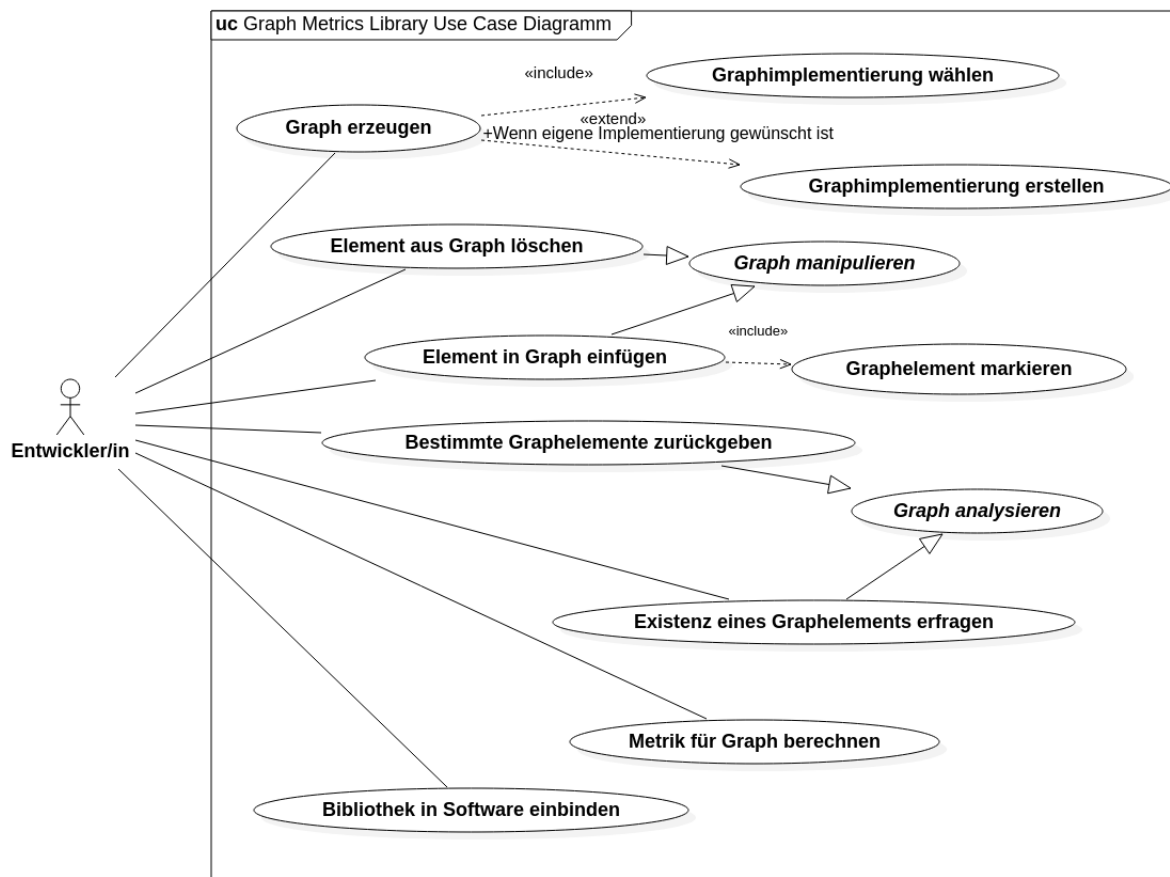 uc Graph Metrics Library Use Case Diagramm
«include»
Graphimplementierung wählen
Graph erzeugen
«extend»
+Wenn eigene Implementierung gewünscht ist
Graphimplementierung erstellen
Element aus Graph löschen
Graph manipulieren
«include»
Element in Graph einfügen
Graphelement markieren
Entwickler/in
Bestimmte Graphelemente zurückgeben
Graph analysieren
Existenz eines Graphelements erfragen
Metrik für Graph berechnen
Bibliothek in Software einbinden